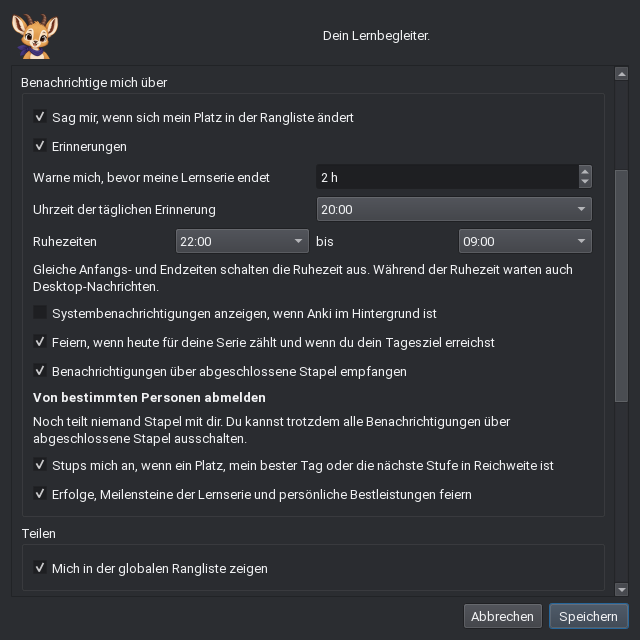 Dein Lernbegleiter.
Benachrichtige mich über
Sag mir, wenn sich mein Platz in der Rangliste ändert
Erinnerungen
Warne mich, bevor meine Lernserie endet 2 h
Uhrzeit der täglichen Erinnerung 20:00
Ruhezeiten 22:00 bis 09:00
Gleiche Anfangs- und Endzeiten schalten die Ruhezeit aus. Während der Ruhezeit warten auch
Desktop-Nachrichten.
Systembenachrichtigungen anzeigen, wenn Anki im Hintergrund ist
Feiern, wenn heute für deine Serie zählt und wenn du dein Tagesziel erreichst
Benachrichtigungen über abgeschlossene Stapel empfangen
Von bestimmten Personen abmelden
Noch teilt niemand Stapel mit dir. Du kannst trotzdem alle Benachrichtigungen über
abgeschlossene Stapel ausschalten.
Stups mich an, wenn ein Platz, mein bester Tag oder die nächste Stufe in Reichweite ist
Erfolge, Meilensteine der Lernserie und persönliche Bestleistungen feiern
Teilen
Mich in der globalen Rangliste zeigen
Abbrechen Speichern